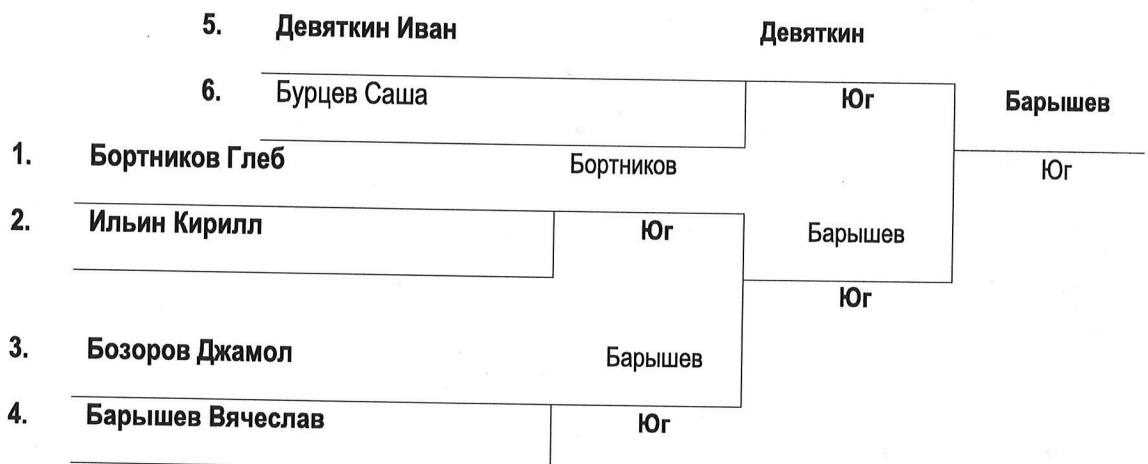 5. Девяткин Иван Девяткин
6. Бурцев Саша Юг Барышев
1. Бортников Глеб Бортников Юг
2. Ильин Кирилл Юг Барышев
Юг
3. Бозоров Джамол Барышев
4. Барышев Вячеслав Юг